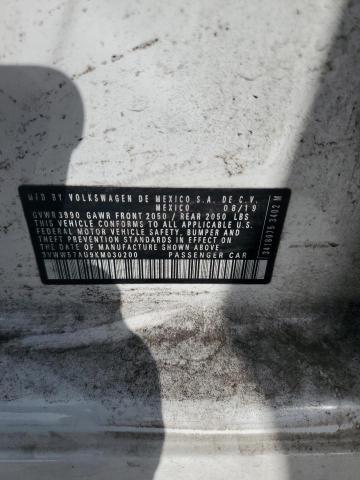 MFD BY VOLKSWAGEN DE MEXICO S.A. DE C.V.
MEXICO 08/19
GVWR 3990 GAWR FRONT 2050 / REAR 2050 LBS
THIS VEHICLE CONFORMS TO ALL APPLICABLE U.S.
FEDERAL MOTOR VEHICLE SAFETY, BUMPER AND
THEFT PREVENTION STANDARDS IN EFFECT ON
THE DATE OF MANUFACTURE SHOWN ABOVE.
3VWW57AU9KM030200 PASSENGER CAR
3418075 3402 M